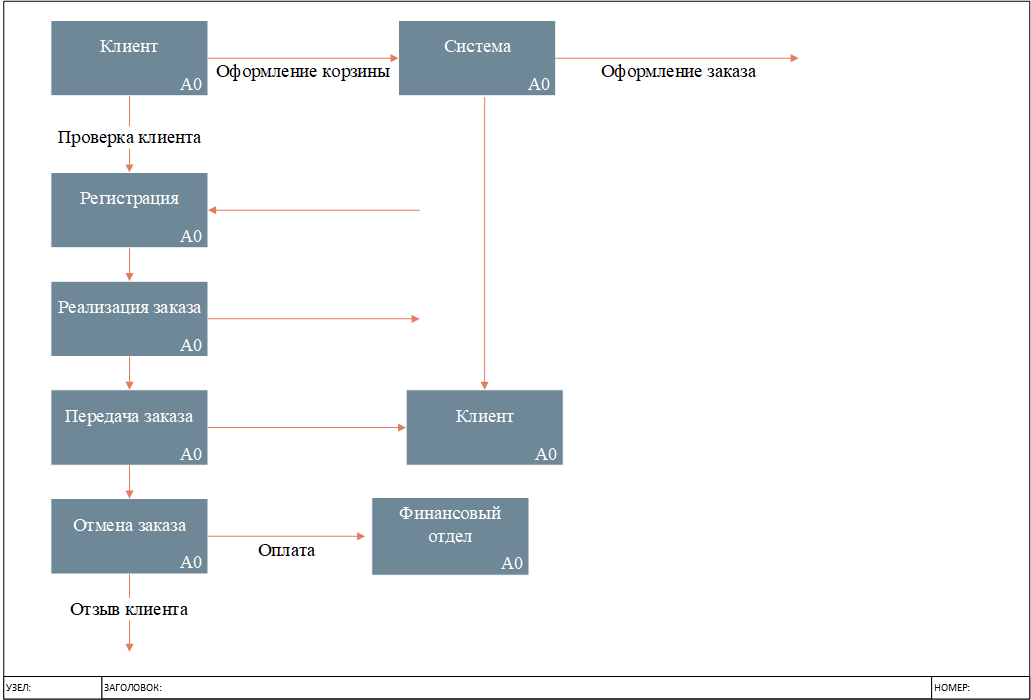 Клиент
A0
Оформление корзины
Система
A0
Оформление заказа
Проверка клиента
Регистрация
A0
Реализация заказа
A0
Передача заказа
A0
Клиент
A0
Отмена заказа
A0
Оплата
Финансовый
отдел
A0
Отзыв клиента
УЗЕЛ:
ЗАГОЛОВОК:
НОМЕР: